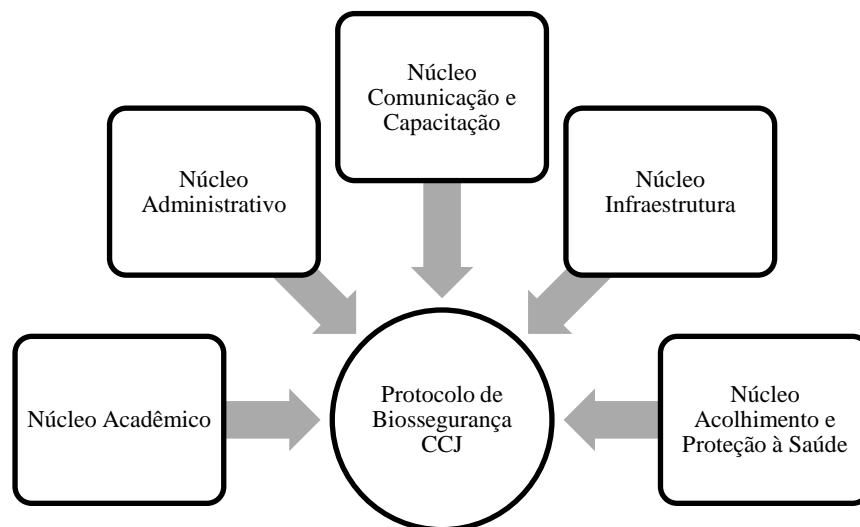 Núcleo
Comunicação e
Capacitação
Núcleo
Administrativo
Núcleo
Infraestrutura
Núcleo Acadêmico
Protocolo de
Biossegurança
CCJ
Núcleo
Acolhimento e
Proteção à Saúde